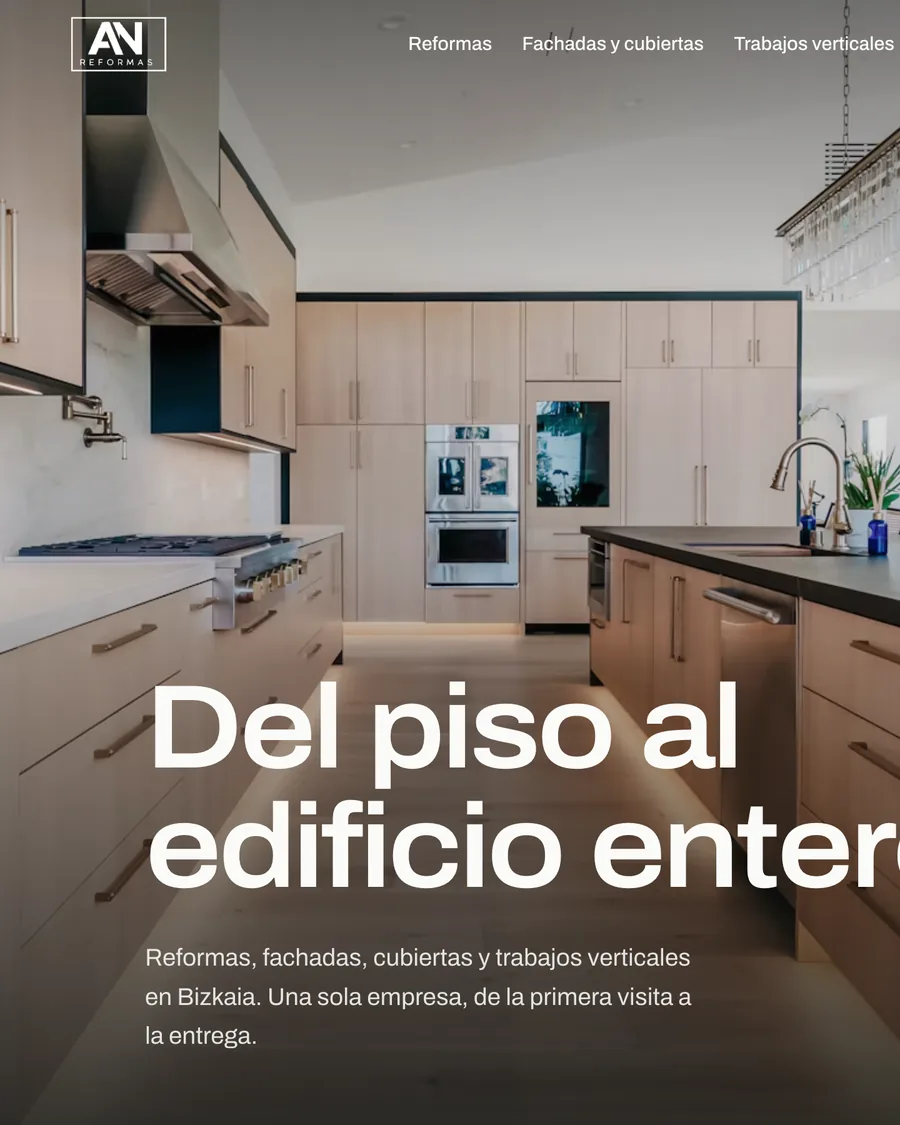 AN
REFORMAS
Reformas Fachadas y cubiertas Trabajos verticales
Del piso al
edificio enter
Reformas, fachadas, cubiertas y trabajos verticales
en Bizkaia. Una sola empresa, de la primera visita a
la entrega.